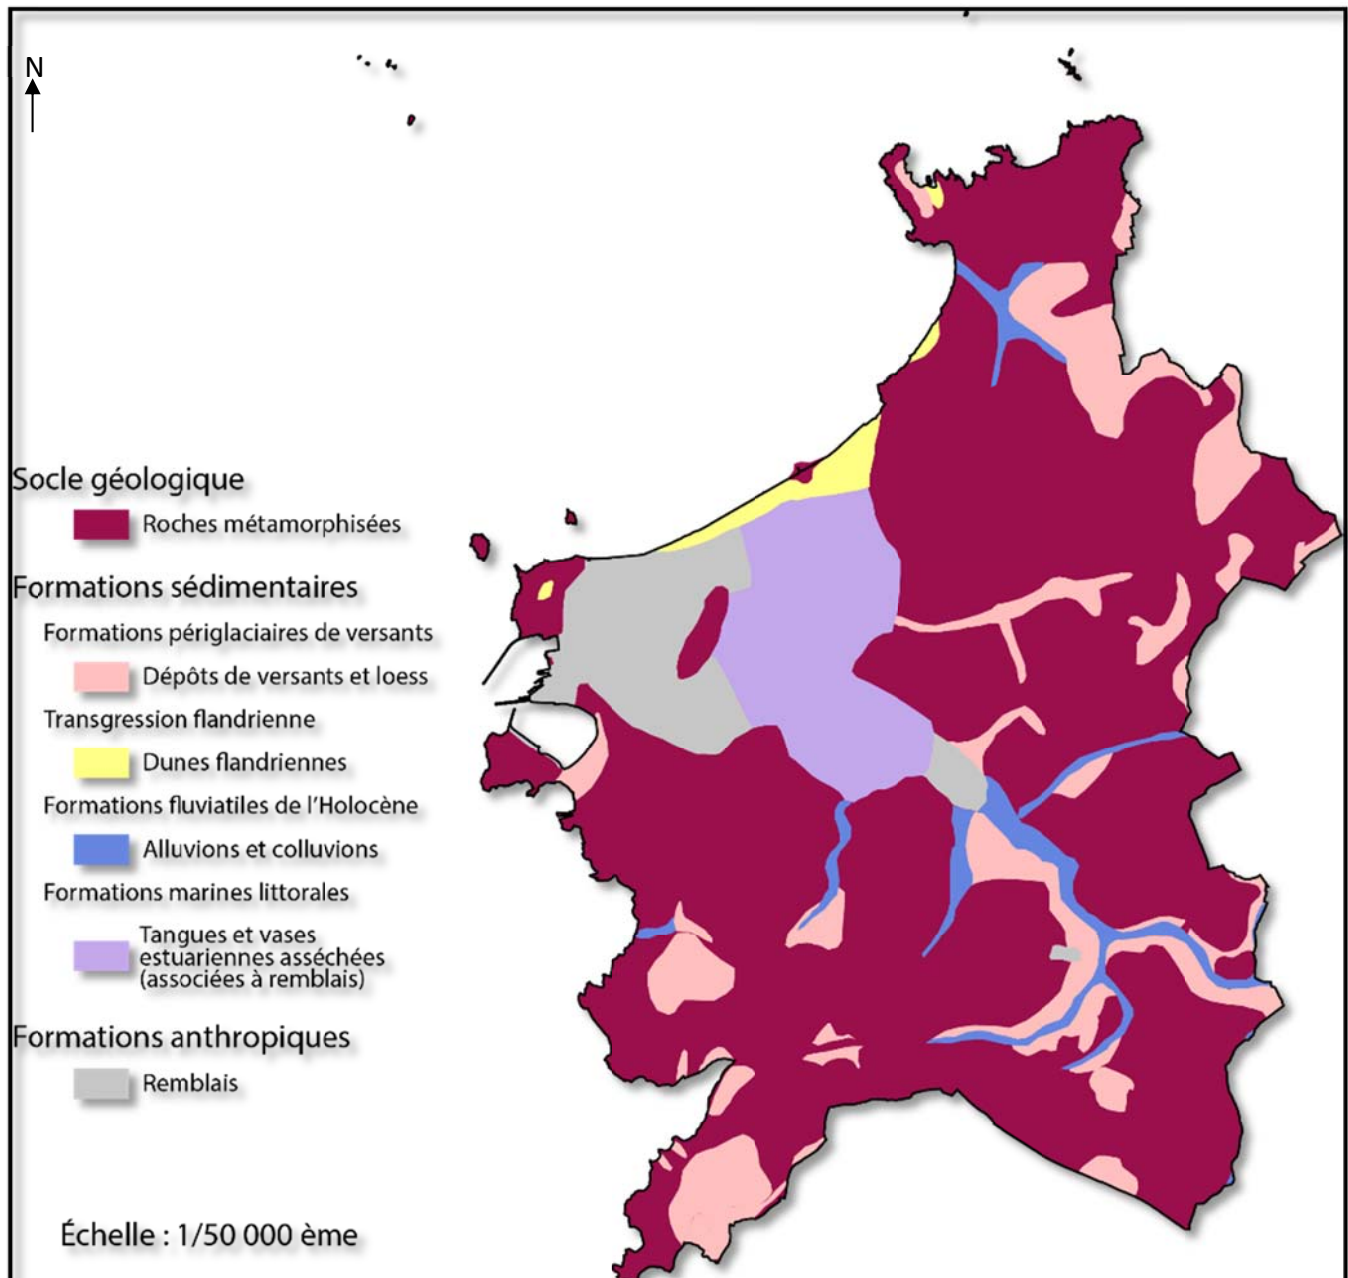 N
Socle géologique
Roches métamorphisées
Formations sédimentaires
Formations périglaciaires de versants
Dépôts de versants et loess
Transgression flandrienne
Dunes flandriennes
Formations fluviatiles de l'Holocène
Alluvions et colluvions
Formations marines littorales
Tangues et vases
estuariennes asséchées
(associées à remblais)
Formations anthropiques
Remblais
Échelle : 1/50 000 ème